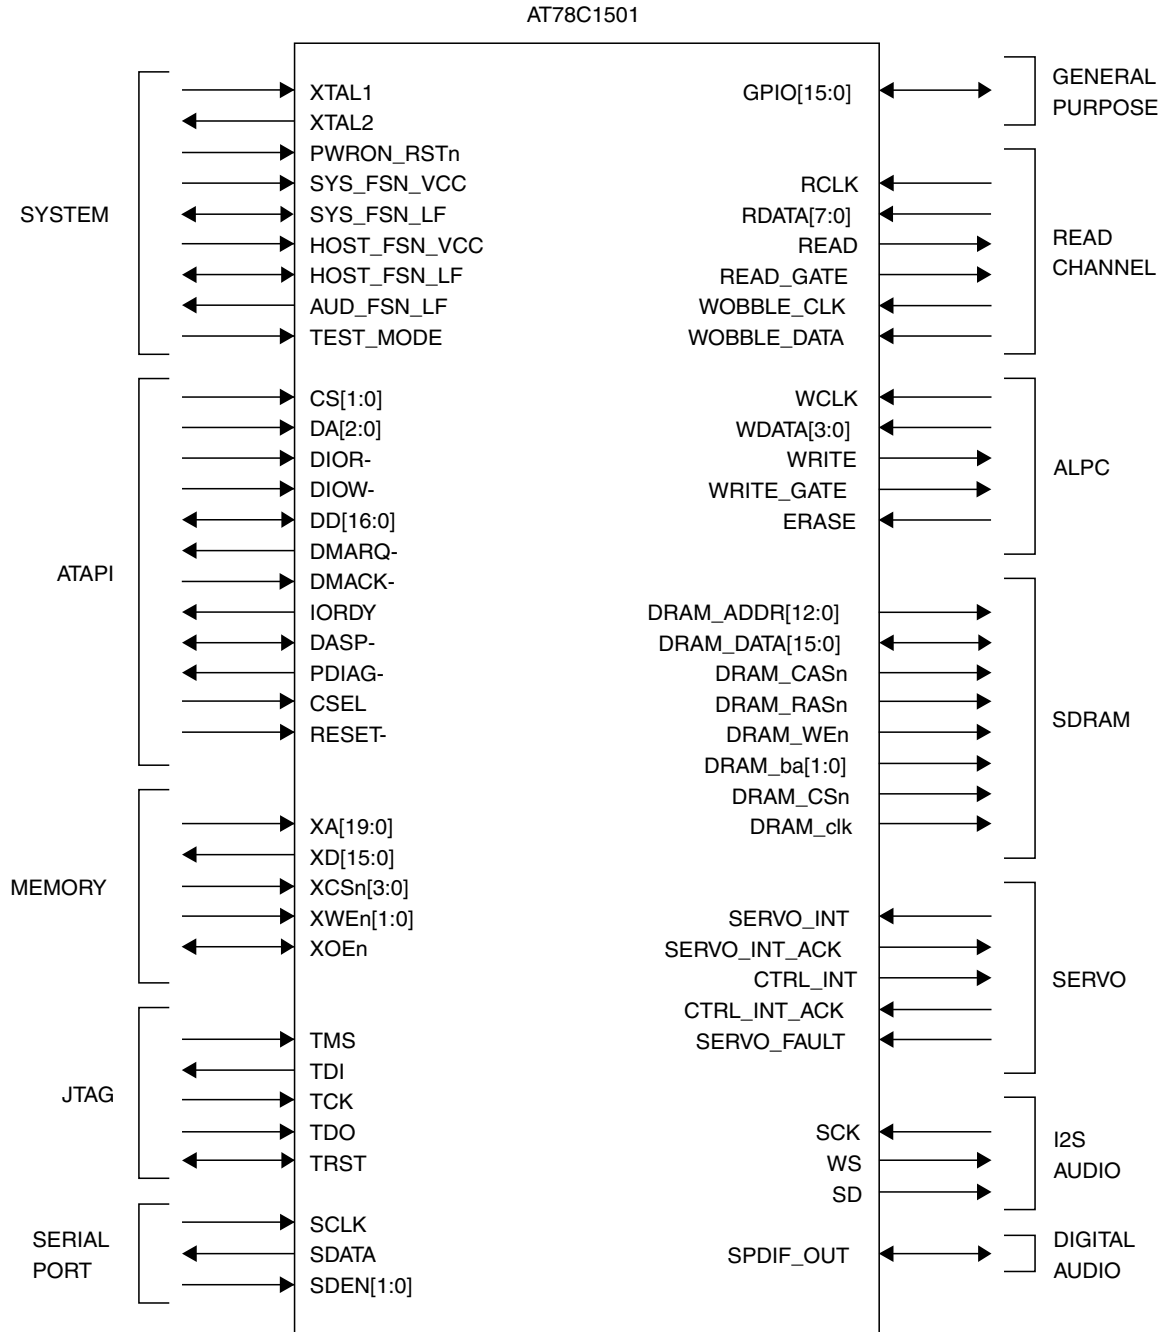 AT78C1501
SYSTEM
XTAL1
XTAL2
PWRON_RSTn
SYS_FSN_VCC
SYS_FSN_LF
HOST_FSN_VCC
HOST_FSN_LF
AUD_FSN_LF
TEST_MODE
ATAPI
CS[1:0]
DA[2:0]
DIOR-
DIOW-
DD[16:0]
DMARQ-
DMACK-
IORDY
DASP-
PDIAG-
CSEL
RESET-
MEMORY
XA[19:0]
XD[15:0]
XCSn[3:0]
XWEn[1:0]
XOEn
JTAG
TMS
TDI
TCK
TDO
TRST
SERIAL
PORT
SCLK
SDATA
SDEN[1:0]
GPIO[15:0]
GENERAL
PURPOSE
RCLK
RDATA[7:0]
READ
READ_GATE
WOBBLE_CLK
WOBBLE_DATA
READ
CHANNEL
WCLK
WDATA[3:0]
WRITE
WRITE_GATE
ERASE
ALPC
DRAM_ADDR[12:0]
DRAM_DATA[15:0]
DRAM_CASn
DRAM_RASn
DRAM_WEn
DRAM_ba[1:0]
DRAM_CSn
DRAM_clk
SDRAM
SERVO_INT
SERVO_INT_ACK
CTRL_INT
CTRL_INT_ACK
SERVO_FAULT
SERVO
SCK
WS
SD
I2S
AUDIO
SPDIF_OUT
DIGITAL
AUDIO